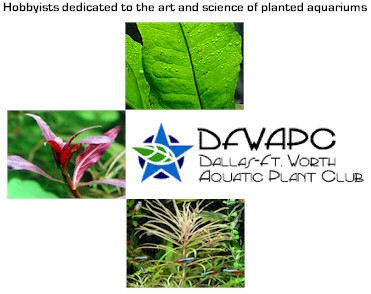 Hobbyists dedicated to the art and science of planted aquariums
DFWAPC
Dallas-Ft. Worth
Aquatic Plant Club